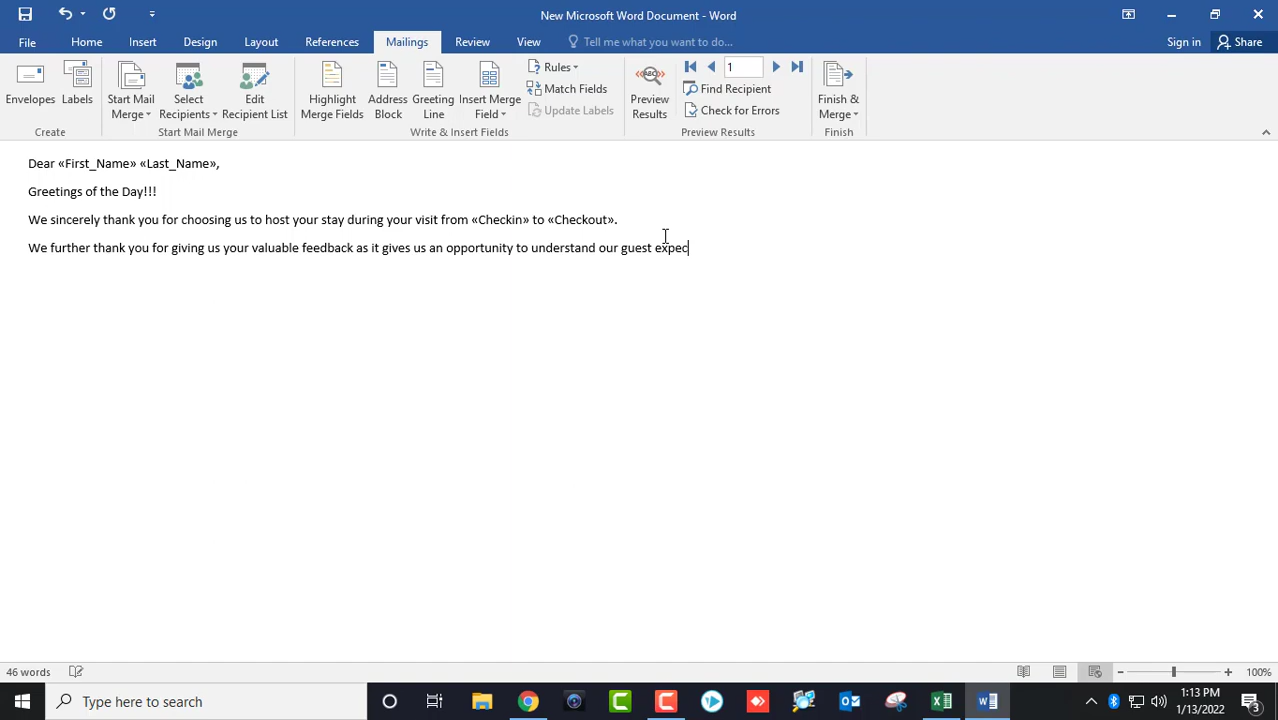 New Microsoft Word Document - Word
File Home Insert Design Layout References Mailings Review View Tell me what you want to do... Sign in Share
Envelopes
Labels
Create
Start Mail Merge
Select Recipients
Edit Recipient List
Start Mail Merge
Highlight Merge Fields
Address Block
Greeting Line
Insert Merge Field
Rules
Match Fields
Update Labels
Write & Insert Fields
ABC
Preview Results
1
Find Recipient
Check for Errors
Preview Results
Finish & Merge
Finish
Dear «First_Name» «Last_Name»,
Greetings of the Day!!!
We sincerely thank you for choosing us to host your stay during your visit from «Checkin» to «Checkout».
We further thank you for giving us your valuable feedback as it gives us an opportunity to understand our guest expec
46 words
100%
Type here to search
1:13 PM
1/13/2022
3